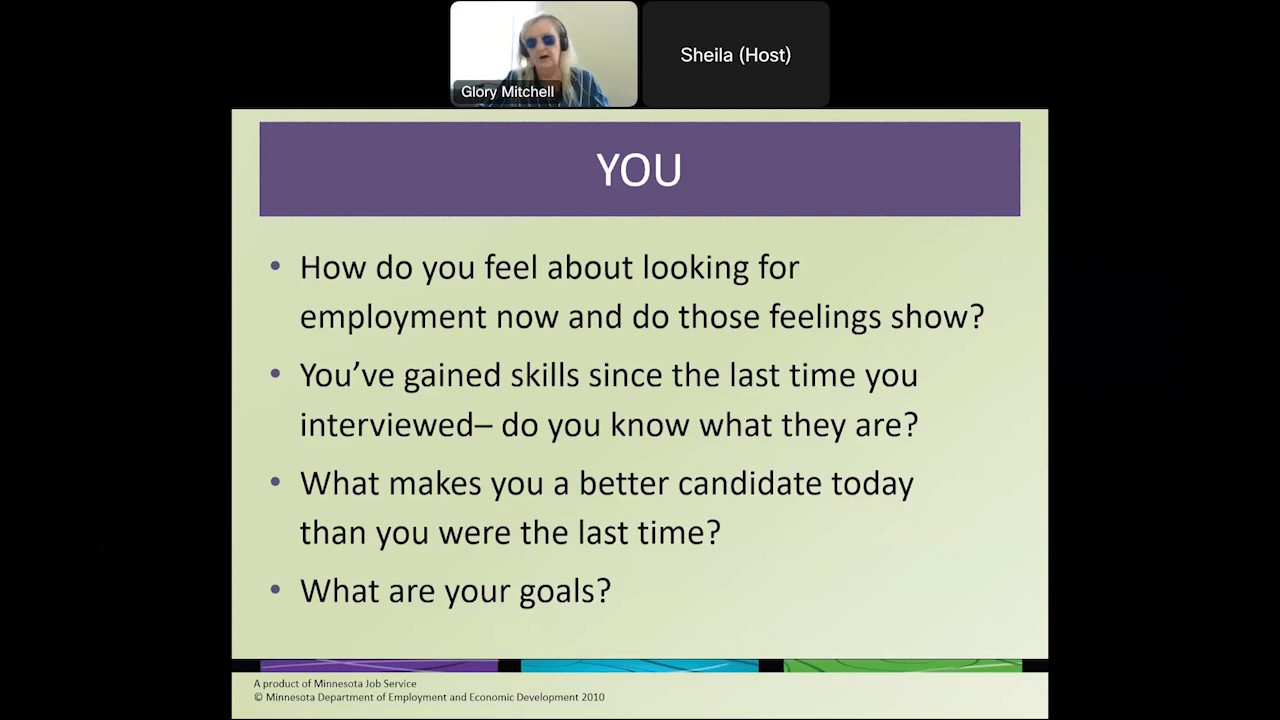 Glory Mitchell
Sheila (Host)
YOU
• How do you feel about looking for
employment now and do those feelings show?
• You’ve gained skills since the last time you
interviewed– do you know what they are?
• What makes you a better candidate today
than you were the last time?
• What are your goals?
A product of Minnesota Job Service
© Minnesota Department of Employment and Economic Development 2010